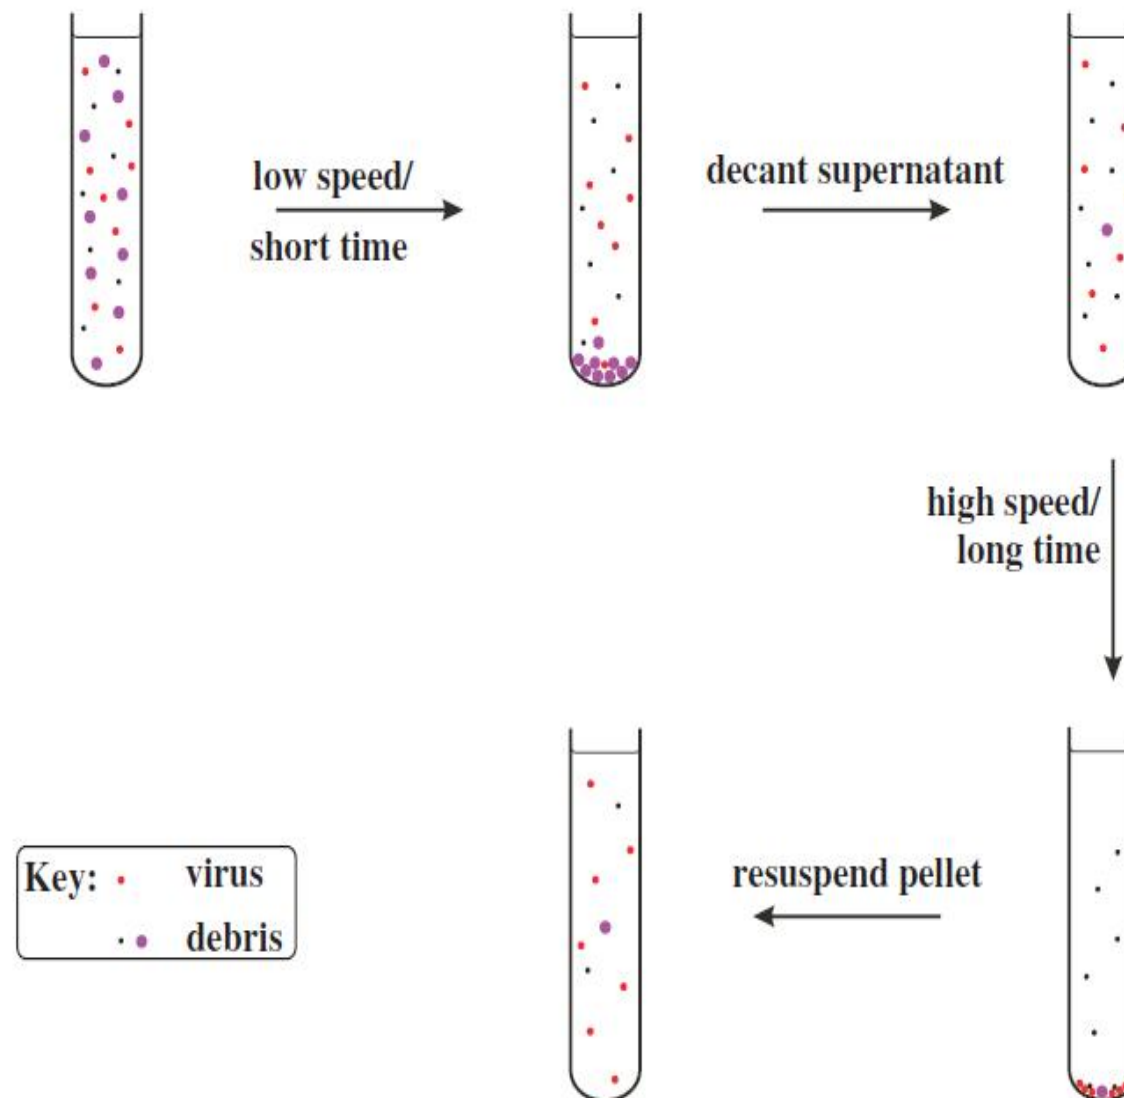 low speed/
short time
decant supernatant
high speed/
long time
resuspend pellet
Key: virus
debris